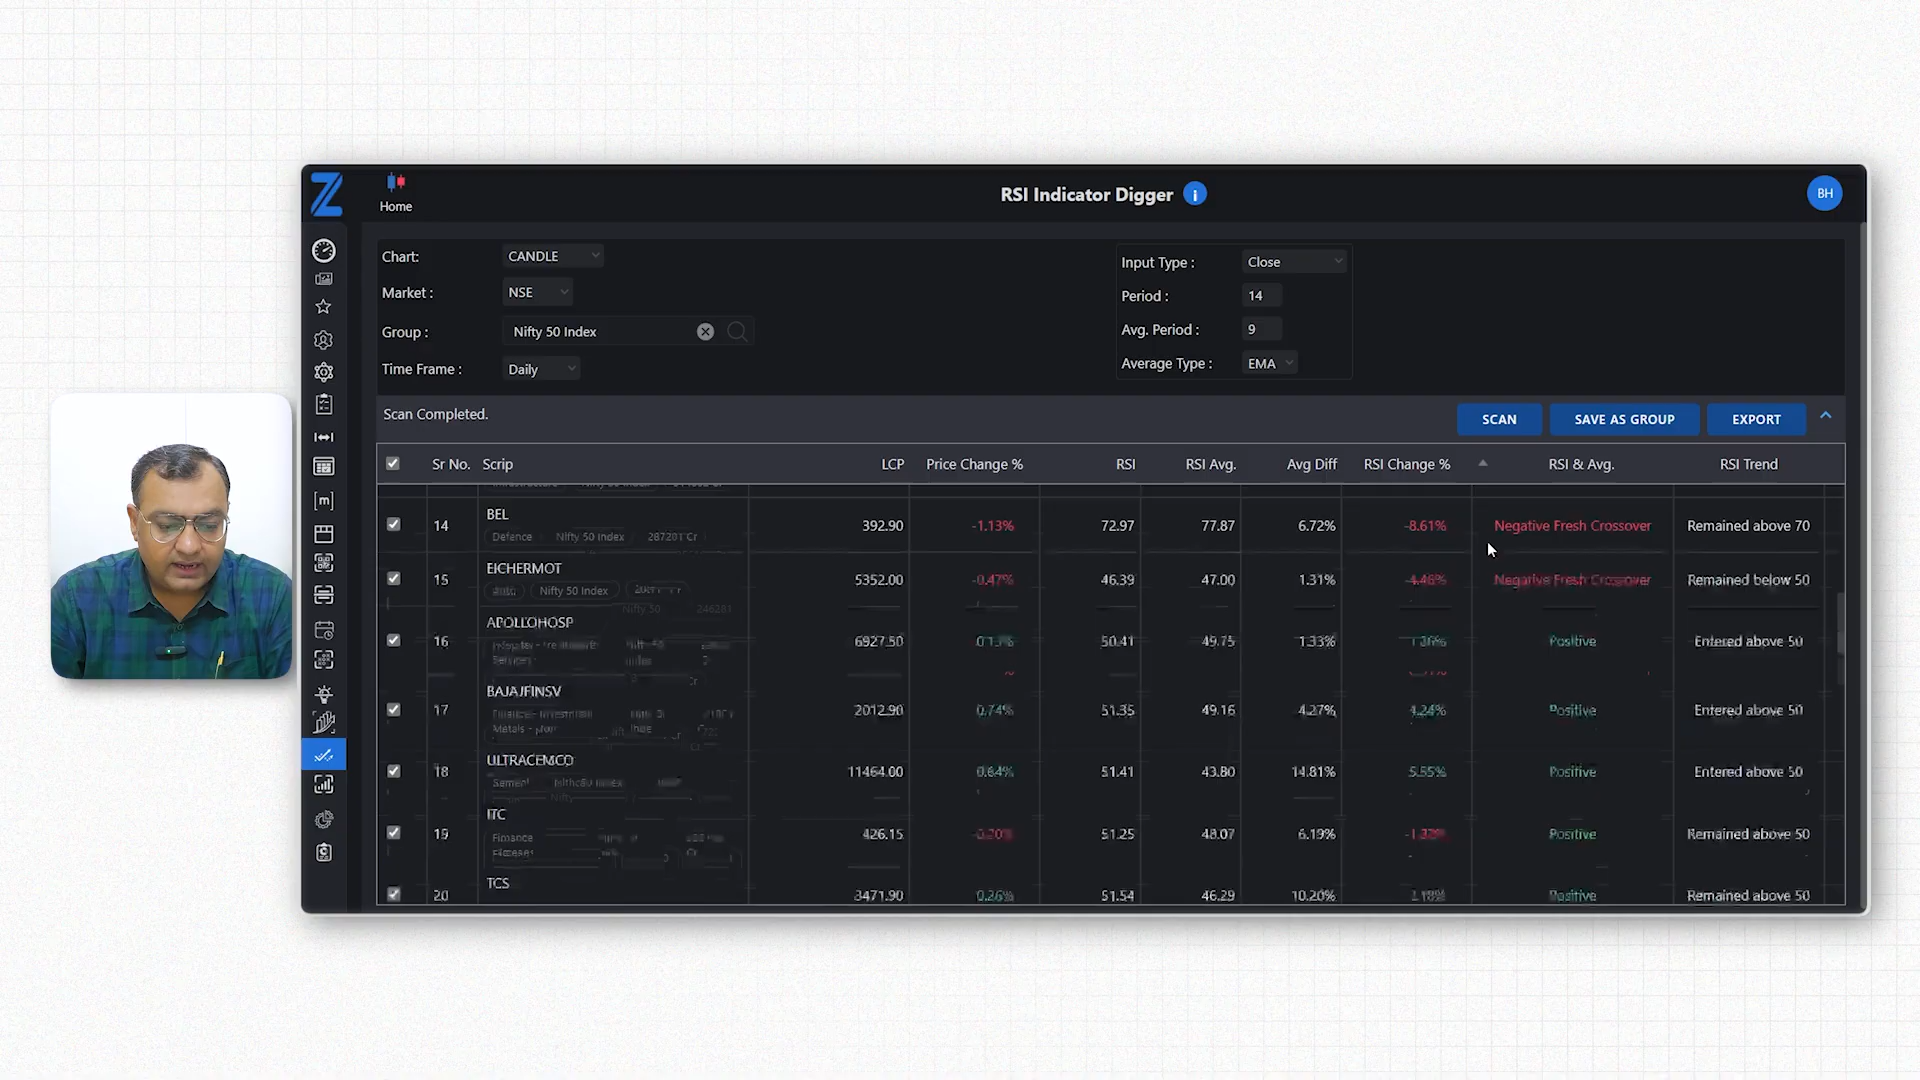 Home
RSI Indicator Digger
i
BH
Chart: CANDLE
Market : NSE
Group : Nifty 50 Index
Time Frame : Daily
Input Type : Close
Period : 14
Avg. Period : 9
Average Type : EMA
Scan Completed.
SCAN SAVE AS GROUP EXPORT
Sr No. Scrip LCP Price Change % RSI RSI Avg. Avg Diff RSI Change % RSI & Avg. RSI Trend
14 BEL 392.90 -1.13% 72.97 77.87 6.72% -8.61% Negative Fresh Crossover Remained above 70
Defence Nifty 50 Index 287201 Cr
15 EICHERMOT 5352.00 -0.47% 46.39 47.00 1.31% -4.46% Negative Fresh Crossover Remained below 50
Auto Nifty 50 Index
16 APOLLOHOSP 6927.50 50.41 49.75 1.33% Positive Entered above 50
17 BAJAJFINSV 2012.90 0.74% 51.35 49.16 4.27% 4.24% Positive Entered above 50
18 ULTRACEMCO 11464.00 0.64% 51.41 43.80 14.81% 5.55% Positive Entered above 50
19 ITC 426.15 51.25 48.07 6.19% Positive Remained above 50
20 TCS 3471.90 0.26% 51.54 46.29 10.20% Positive Remained above 50